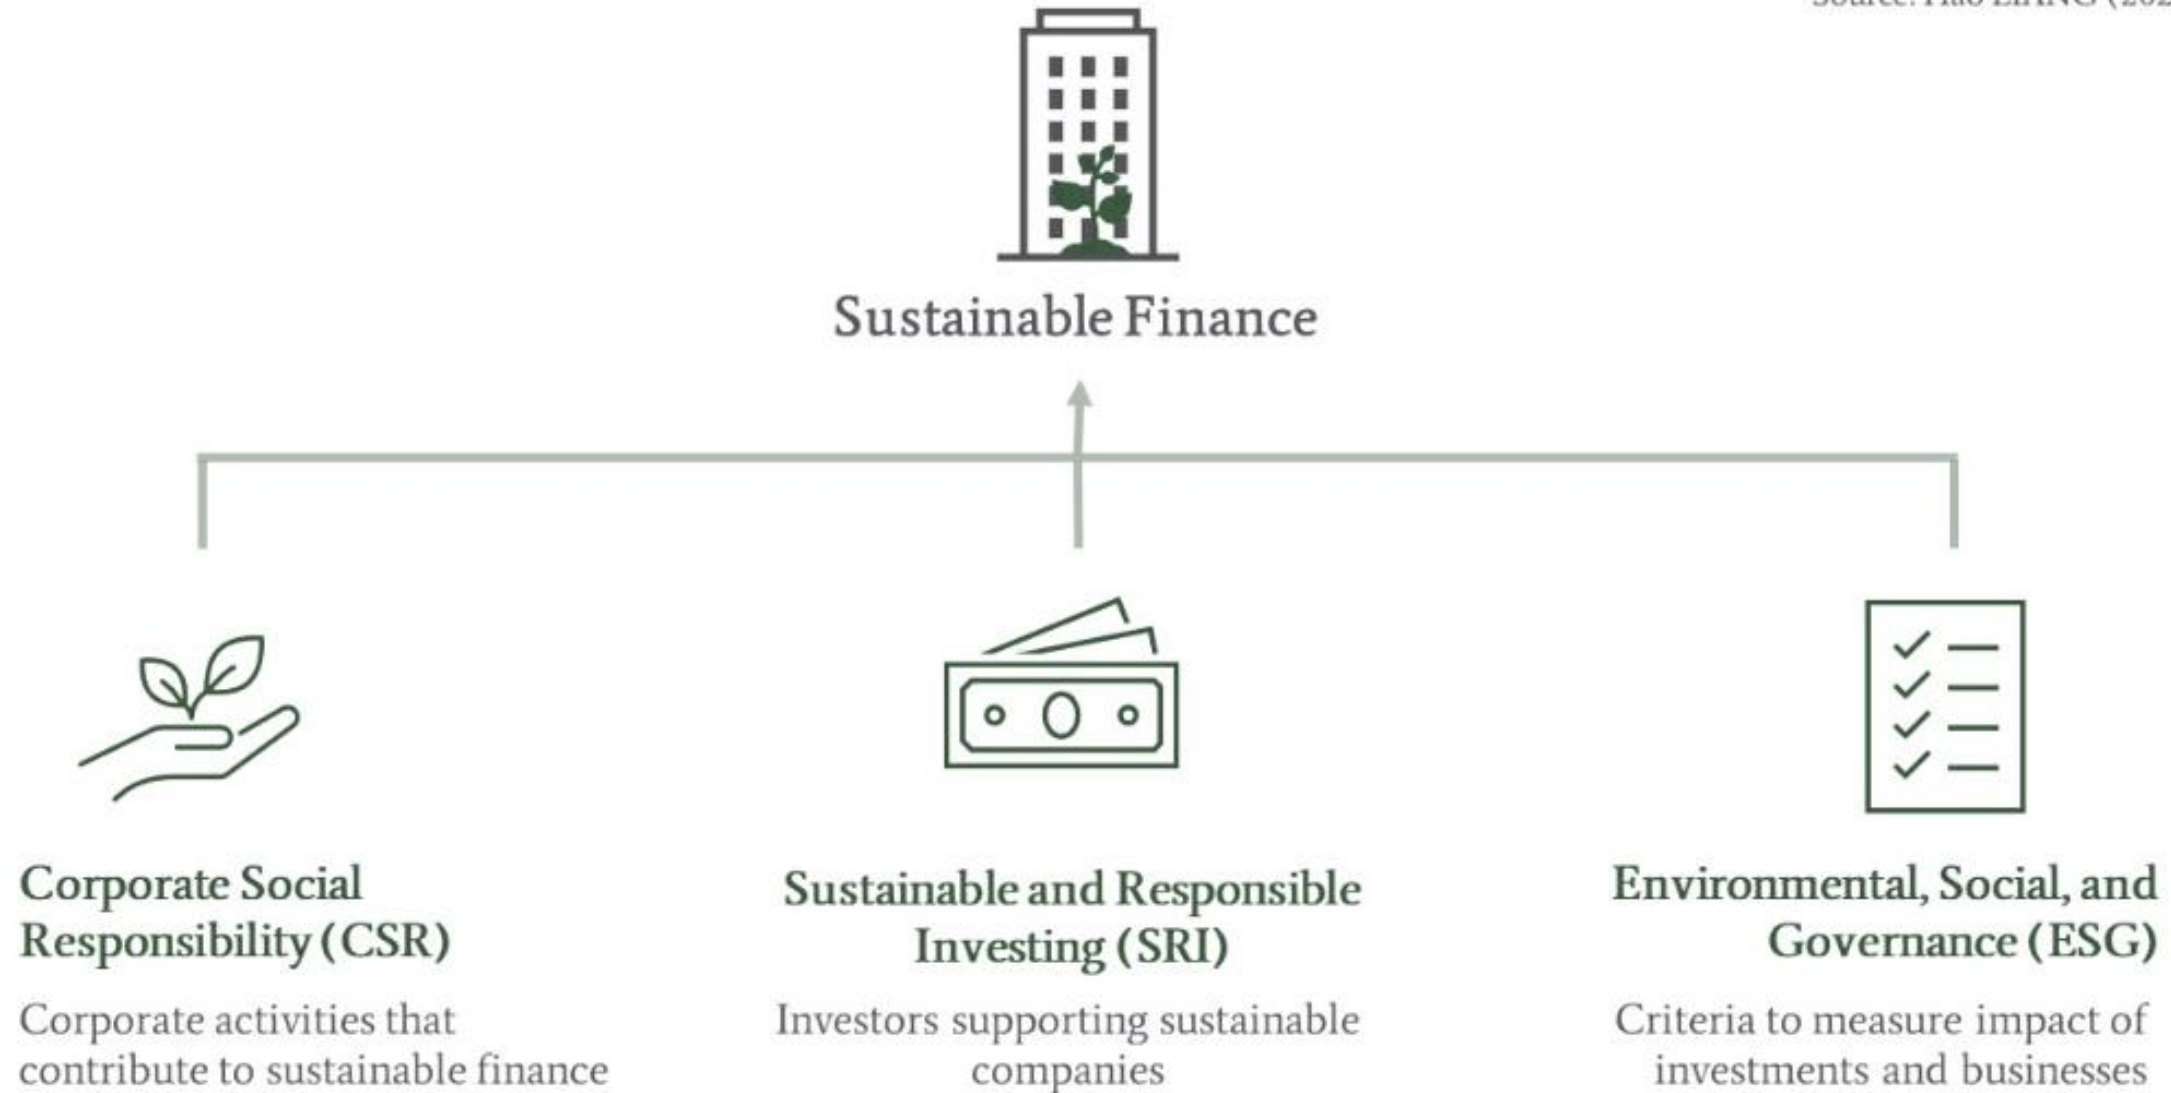 Sustainable Finance
Corporate Social
Responsibility (CSR)
Corporate activities that
contribute to sustainable finance
Sustainable and Responsible
Investing (SRI)
Investors supporting sustainable
companies
Environmental, Social, and
Governance (ESG)
Criteria to measure impact of
investments and businesses